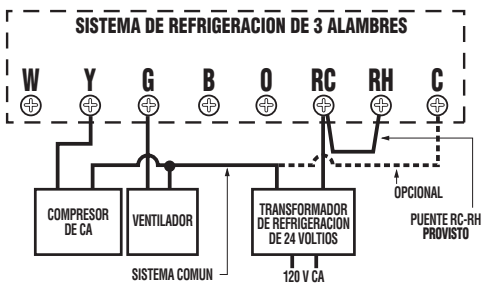 SISTEMA DE REFRIGERACION DE 3 ALAMBRES
W Y G B O RC RH C
COMPRESOR
DE CA
VENTILADOR
TRANSFORMADOR
DE REFRIGERACION
DE 24 VOLTIOS
OPCIONAL
PUENTE RC-RH
PROVISTO
SISTEMA COMUN
120 V CA